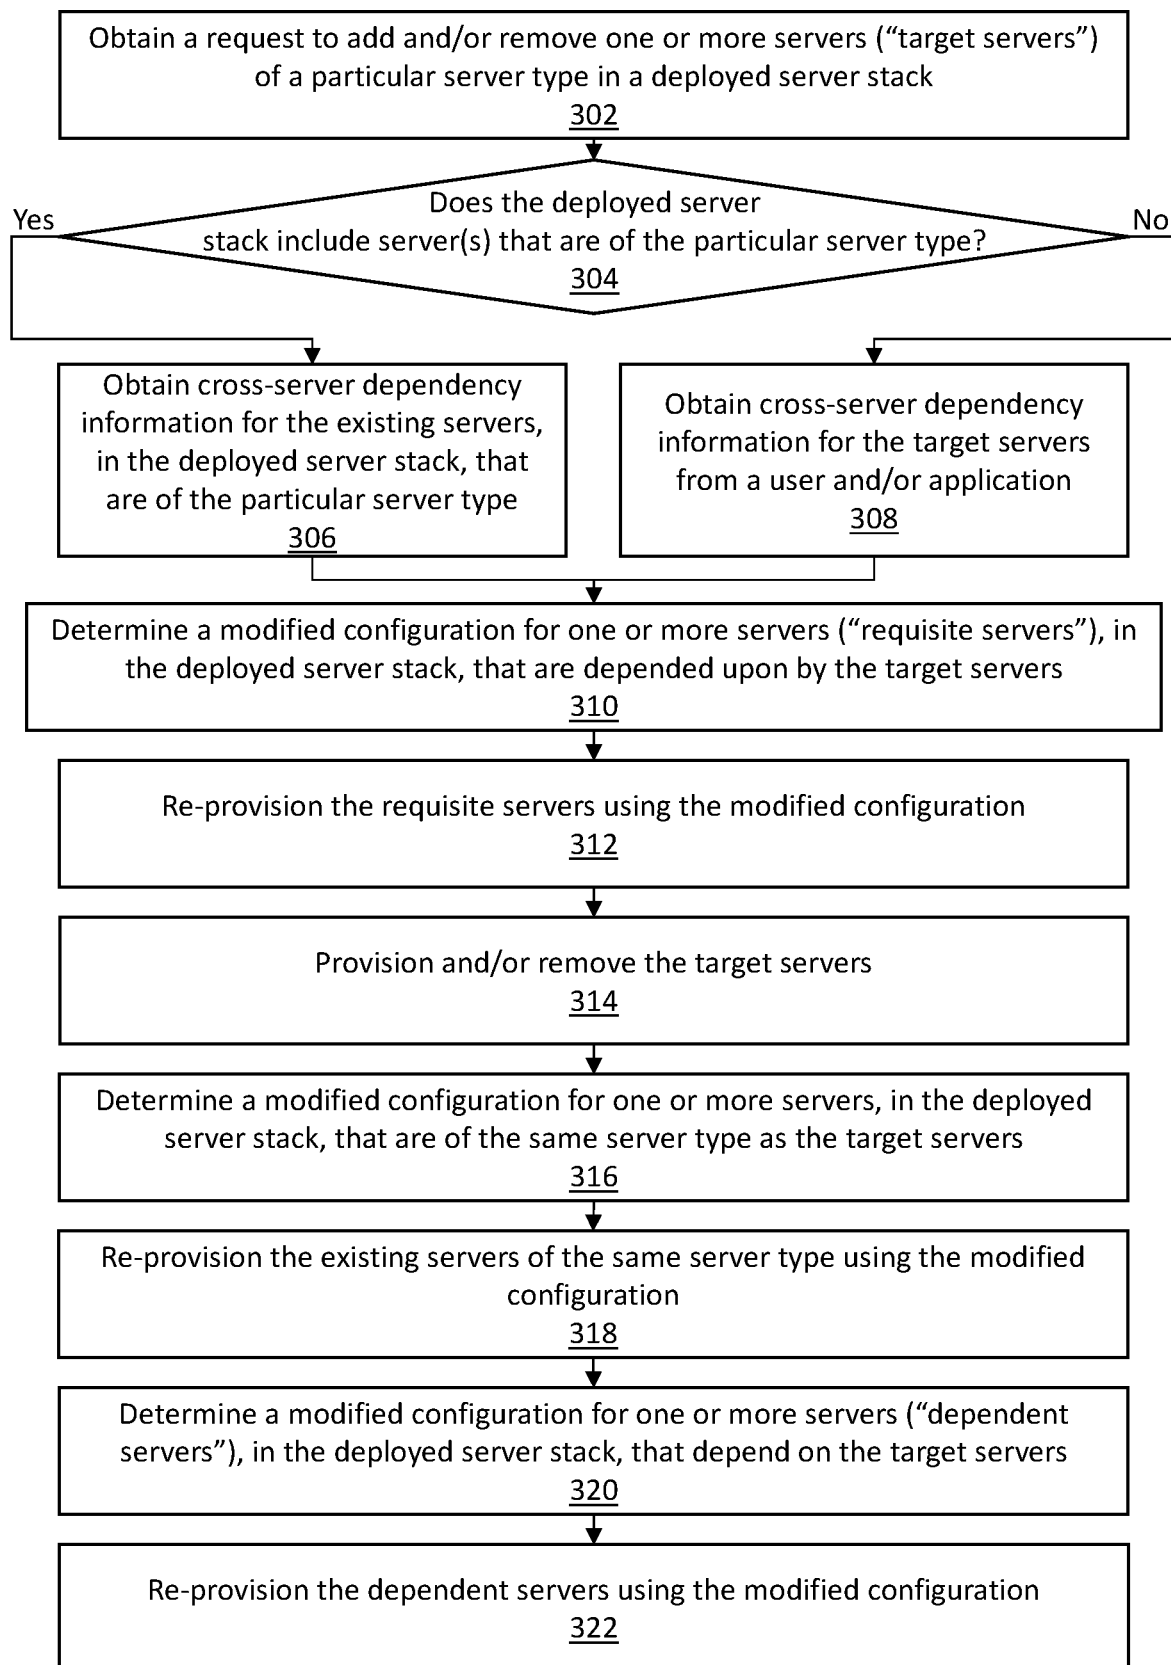 Obtain a request to add and/or remove one or more servers (“target servers”)
of a particular server type in a deployed server stack
302
Does the deployed server
Yes
No
stack include server(s) that are of the particular server type?
304
Obtain cross-server dependency
information for the existing servers,
in the deployed server stack, that
are of the particular server type
306
Obtain cross-server dependency
information for the target servers
from a user and/or application
308
Determine a modified configuration for one or more servers (“requisite servers”), in
the deployed server stack, that are depended upon by the target servers
310
Re-provision the requisite servers using the modified configuration
312
Provision and/or remove the target servers
314
Determine a modified configuration for one or more servers, in the deployed
server stack, that are of the same server type as the target servers
316
Re-provision the existing servers of the same server type using the modified
configuration
318
Determine a modified configuration for one or more servers (“dependent
servers”), in the deployed server stack, that depend on the target servers
320
Re-provision the dependent servers using the modified configuration
322